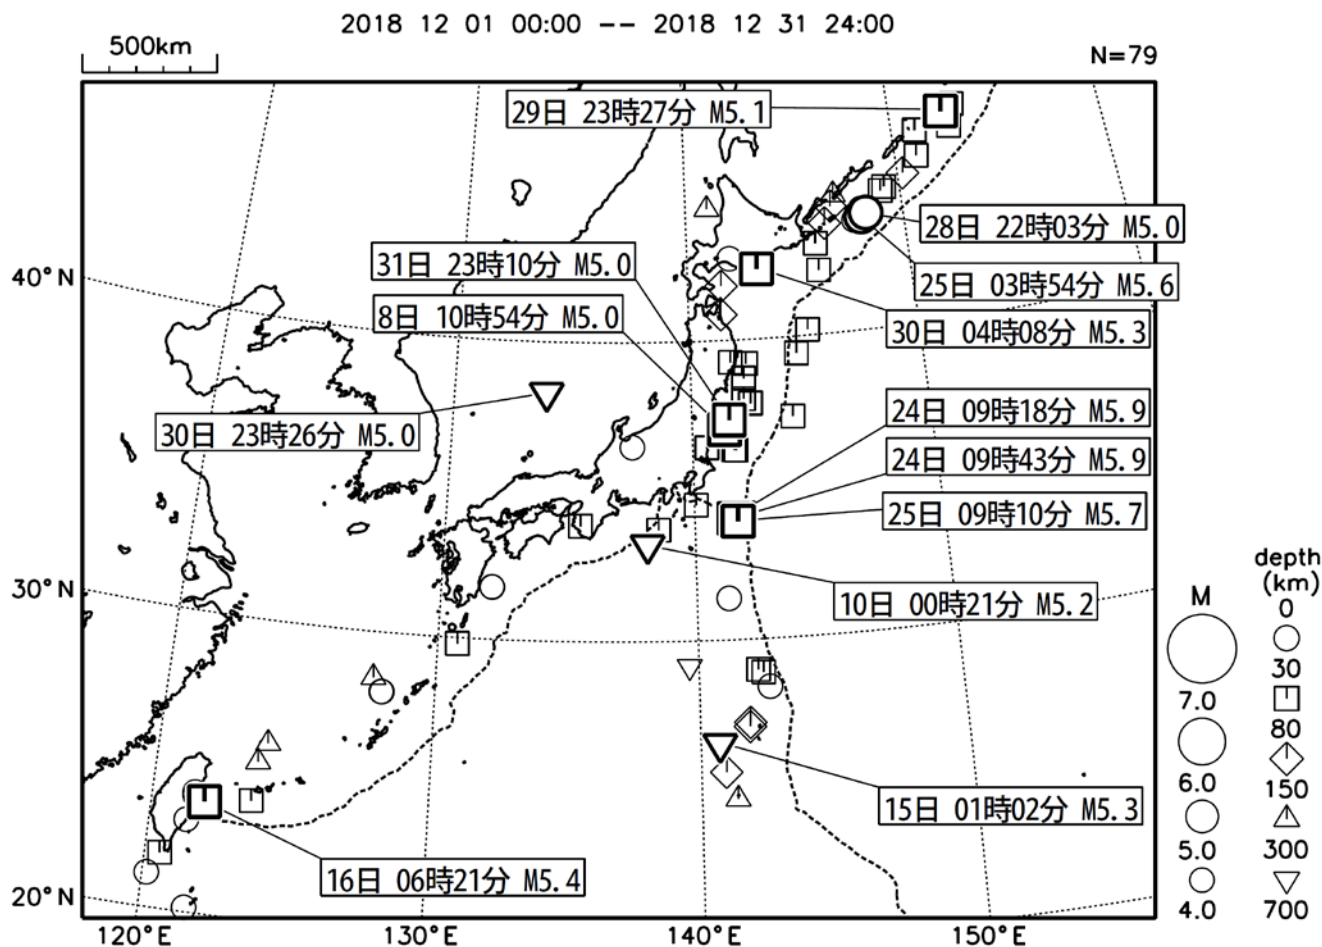 2018 12 01 00:00 -- 2018 12 31 24:00
500km
N=79
29日 23時27分 M5.1
28日 22時03分 M5.0
31日 23時10分 M5.0
25日 03時54分 M5.6
40°N
8日 10時54分 M5.0
30日 04時08分 M5.3
24日 09時18分 M5.9
30日 23時26分 M5.0
24日 09時43分 M5.9
25日 09時10分 M5.7
30°N
10日 00時21分 M5.2
15日 01時02分 M5.3
16日 06時21分 M5.4
20°N
120°E
130°E
140°E
150°E
M
7.0
6.0
5.0
4.0
depth
(km)
0
30
80
150
300
700